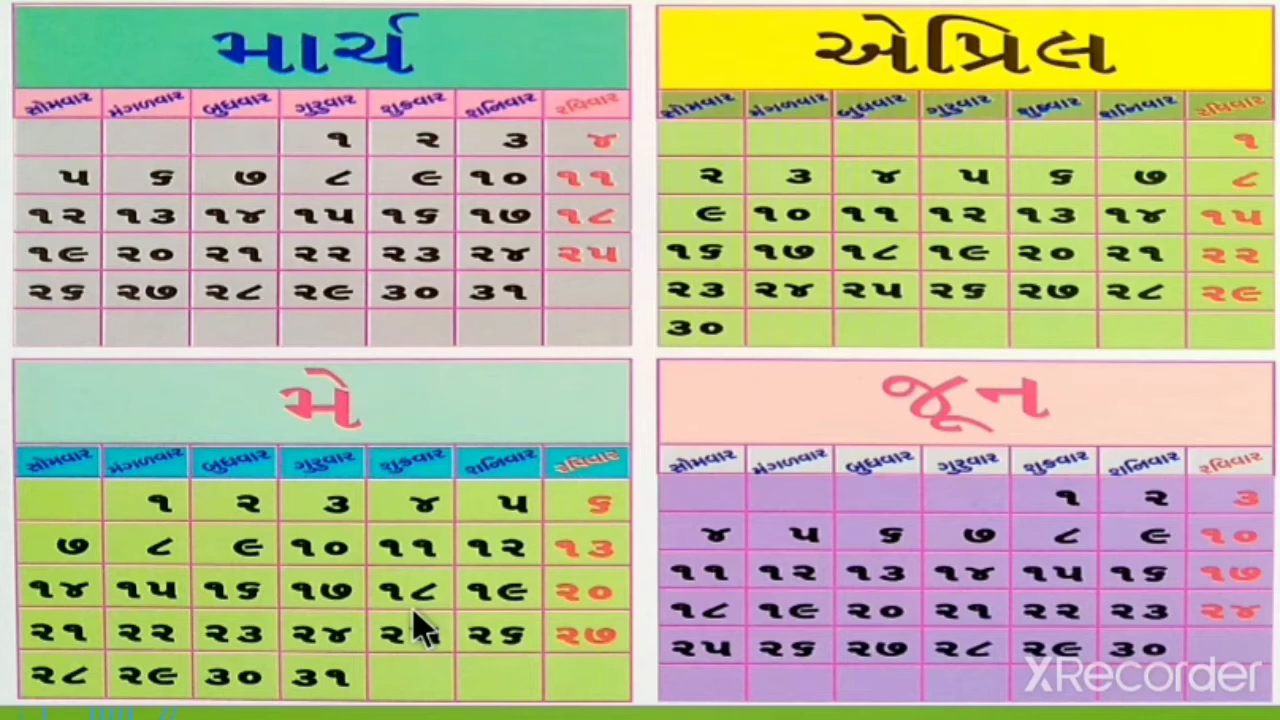 માર્ચ
સોમવાર મંગળવાર બુધવાર ગુરુવાર શુક્રવાર શનિવાર રવિવાર
૧ ૨ ૩ ૪
૫ ૬ ૭ ૮ ૯ ૧૦ ૧૧
૧૨ ૧૩ ૧૪ ૧૫ ૧૬ ૧૭ ૧૮
૧૯ ૨૦ ૨૧ ૨૨ ૨૩ ૨૪ ૨૫
૨૬ ૨૭ ૨૮ ૨૯ ૩૦ ૩૧
એપ્રિલ
સોમવાર મંગળવાર બુધવાર ગુરુવાર શુક્રવાર શનિવાર રવિવાર
૧
૨ ૩ ૪ ૫ ૬ ૭ ૮
૯ ૧૦ ૧૧ ૧૨ ૧૩ ૧૪ ૧૫
૧૬ ૧૭ ૧૮ ૧૯ ૨૦ ૨૧ ૨૨
૨૩ ૨૪ ૨૫ ૨૬ ૨૭ ૨૮ ૨૯
૩૦
મે
સોમવાર મંગળવાર બુધવાર ગુરુવાર શુક્રવાર શનિવાર રવિવાર
૧ ૨ ૩ ૪ ૫ ૬
૭ ૮ ૯ ૧૦ ૧૧ ૧૨ ૧૩
૧૪ ૧૫ ૧૬ ૧૭ ૧૮ ૧૯ ૨૦
૨૧ ૨૨ ૨૩ ૨૪ ૨૬ ૨૭
૨૮ ૨૯ ૩૦ ૩૧
જૂન
સોમવાર મંગળવાર બુધવાર ગુરુવાર શુક્રવાર શનિવાર રવિવાર
૧ ૨ ૩
૪ ૫ ૬ ૭ ૮ ૯ ૧૦
૧૧ ૧૨ ૧૩ ૧૪ ૧૫ ૧૬ ૧૭
૧૮ ૧૯ ૨૦ ૨૧ ૨૨ ૨૩ ૨૪
૨૫ ૨૬ ૨૭ ૨૮ ૨૯ ૩૦
XRecorder